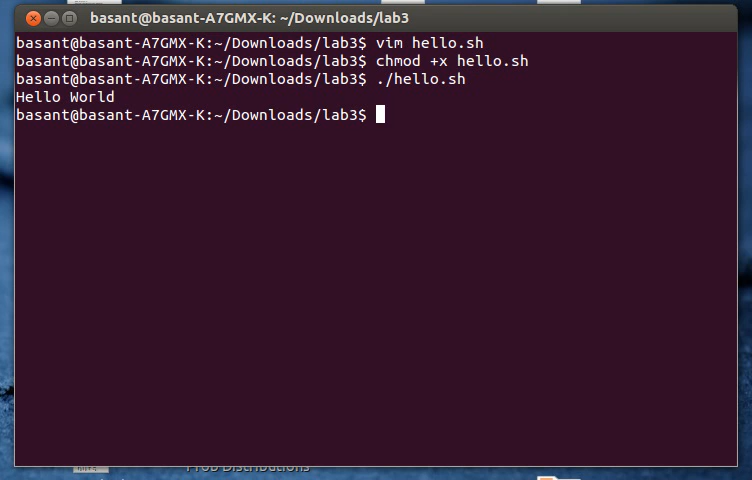 basant@basant-A7GMX-K: ~/Downloads/lab3
basant@basant-A7GMX-K:~/Downloads/lab3$ vim hello.sh
basant@basant-A7GMX-K:~/Downloads/lab3$ chmod +x hello.sh
basant@basant-A7GMX-K:~/Downloads/lab3$ ./hello.sh
Hello World
basant@basant-A7GMX-K:~/Downloads/lab3$
Distributions